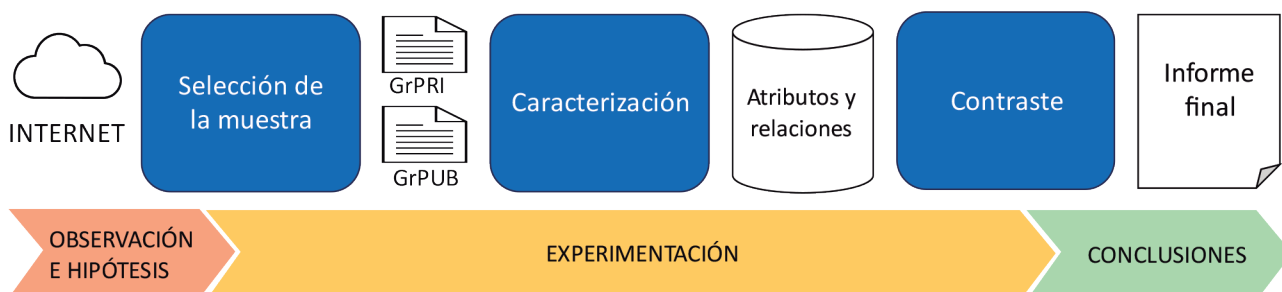 INTERNET
Selección de
la muestra
GrPRI
GrPUB
Caracterización
Atributos y
relaciones
Contraste
Informe
final
OBSERVACIÓN
E HIPÓTESIS
EXPERIMENTACIÓN
CONCLUSIONES